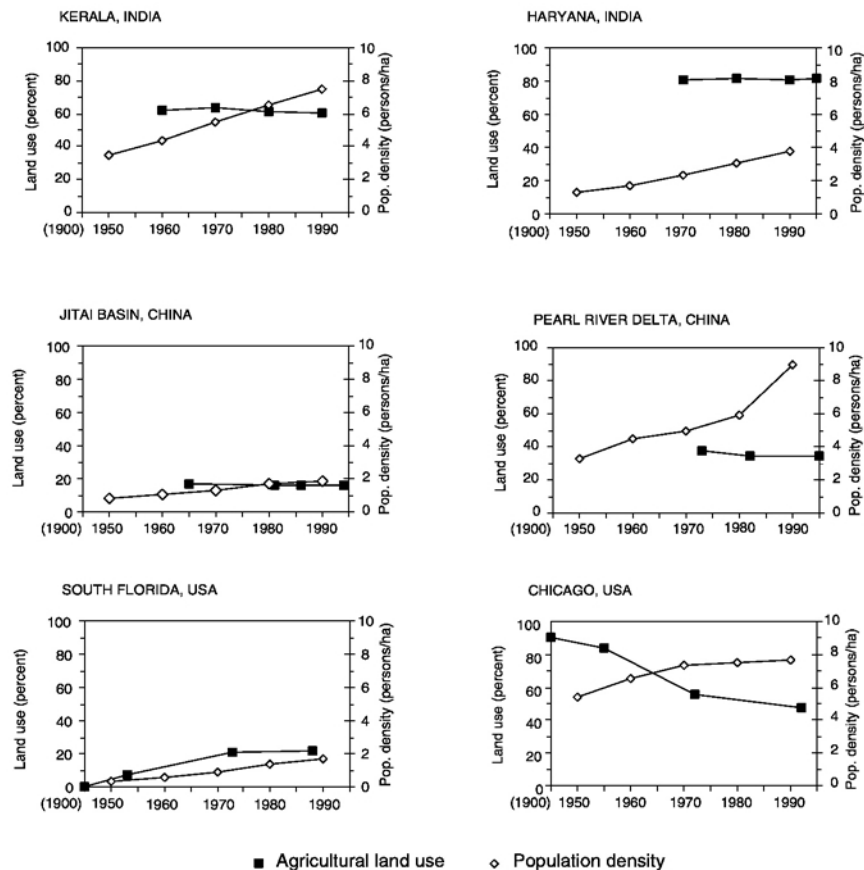 KERALA, INDIA
Land use (percent)
100
80
60
40
20
0
10
8
6
4
2
0
Pop. density (persons/ha)
(1900) 1950 1960 1970 1980 1990
HARYANA, INDIA
Land use (percent)
100
80
60
40
20
0
10
8
6
4
2
0
Pop. density (persons/ha)
(1900) 1950 1960 1970 1980 1990
JITAI BASIN, CHINA
Land use (percent)
100
80
60
40
20
0
10
8
6
4
2
0
Pop. density (persons/ha)
(1900) 1950 1960 1970 1980 1990
PEARL RIVER DELTA, CHINA
Land use (percent)
100
80
60
40
20
0
10
8
6
4
2
0
Pop. density (persons/ha)
(1900) 1950 1960 1970 1980 1990
SOUTH FLORIDA, USA
Land use (percent)
100
80
60
40
20
0
10
8
6
4
2
0
Pop. density (persons/ha)
(1900) 1950 1960 1970 1980 1990
CHICAGO, USA
Land use (percent)
100
80
60
40
20
0
10
8
6
4
2
0
Pop. density (persons/ha)
(1900) 1950 1960 1970 1980 1990
Agricultural land use Population density